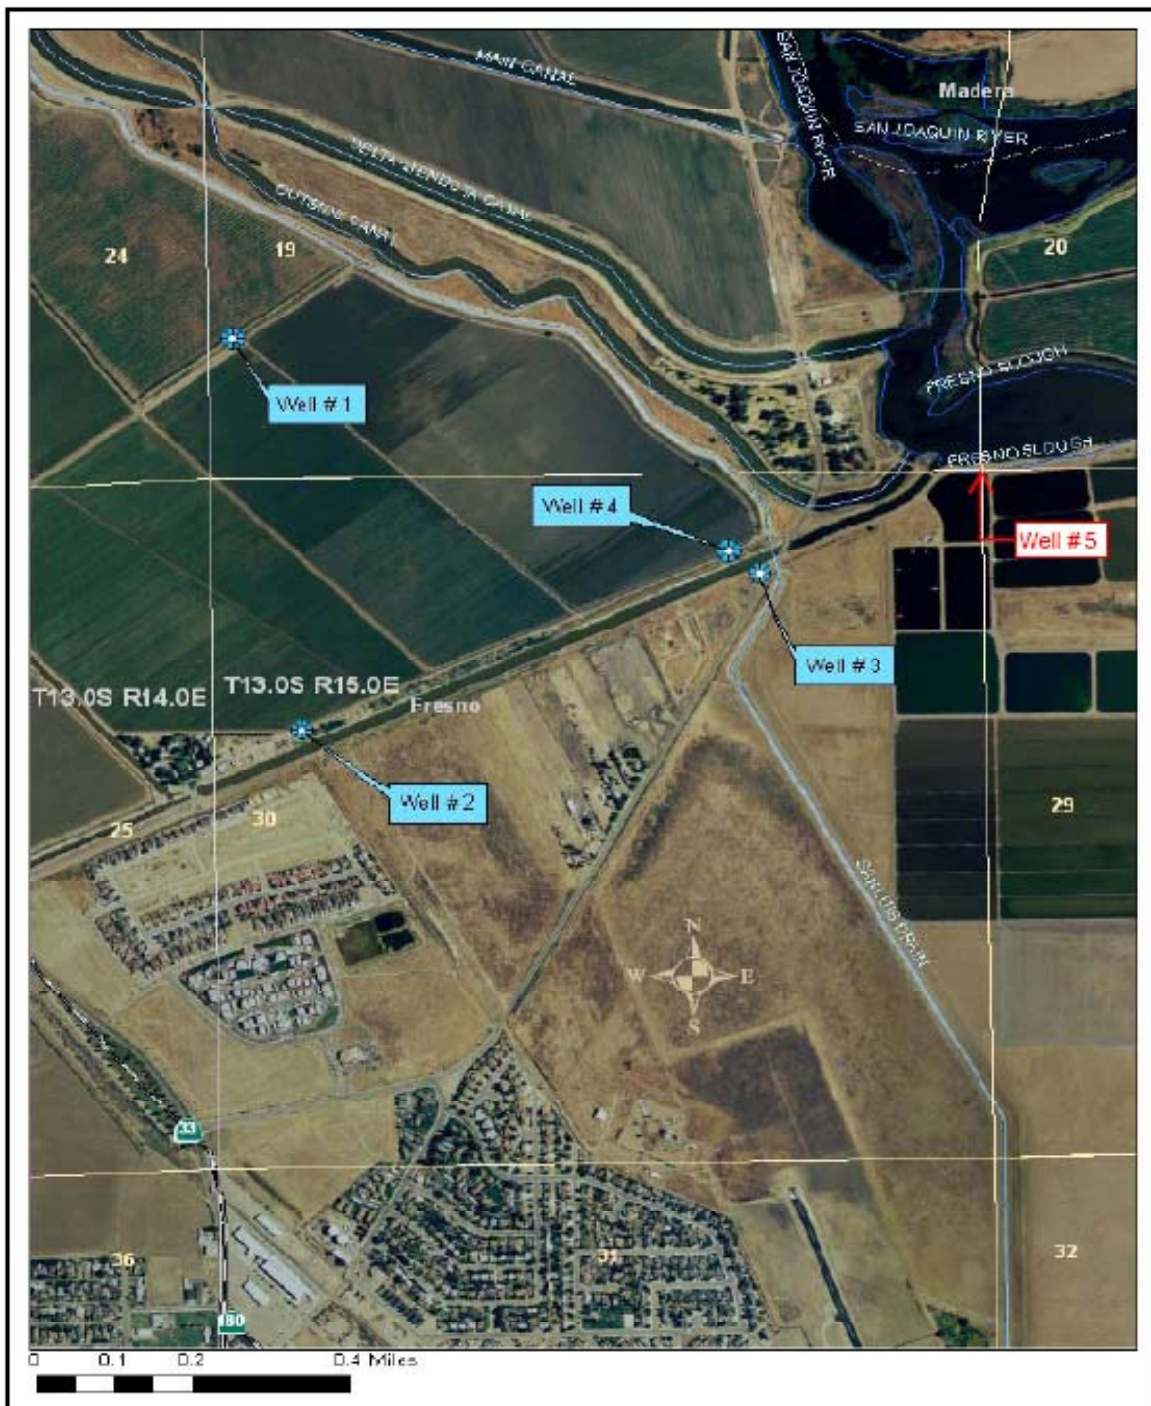 MAIN CANAL
SAN JOAQUIN RIVER
Madera
SAN JOAQUIN RIVER
DELTA MENDOTA CANAL
OUTSIDE CANAL
24
19
20
Well # 1
FRESNO SLOUGH
FRESNO SLOUGH
Well # 4
Well # 5
Well # 3
T13.0S R14.0E
T13.0S R15.0E
Fresno
Well # 2
25
30
29
SAN LUIS DRAIN
N
W
E
S
33
36
31
32
180
0
0.1
0.2
0.4 Miles